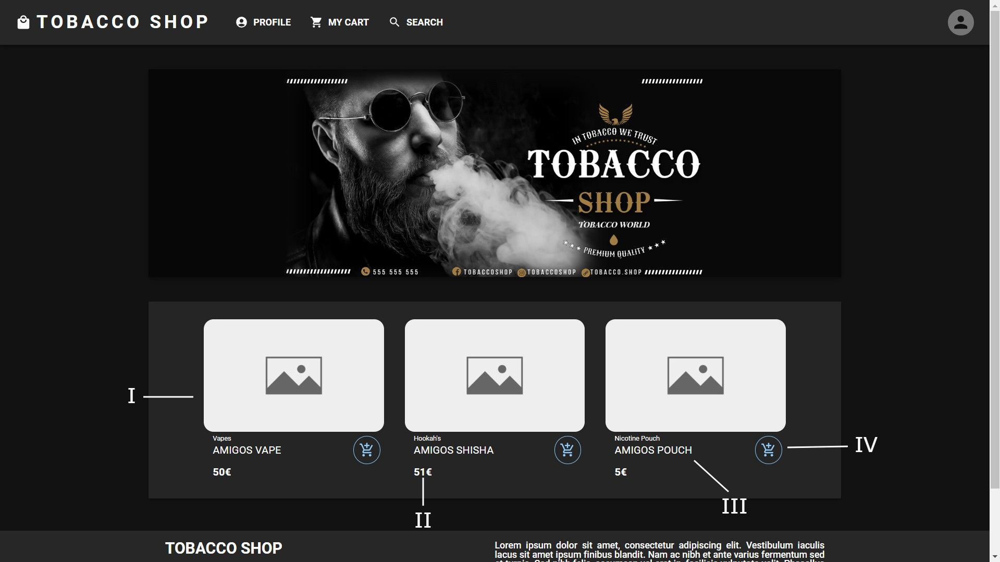 TOBACCO SHOP
PROFILE
MY CART
SEARCH
IN TOBACCO WE TRUST
TOBACCO
SHOP
TOBACCO WORLD
PREMIUM QUALITY
555 555 555
TOBACCOSHOP
TOBACCOSHOP
TOBACCO.SHOP
I
Vapes
AMIGOS VAPE
50€
Hookah's
AMIGOS SHISHA
51€
Nicotine Pouch
AMIGOS POUCH
5€
IV
III
II
TOBACCO SHOP
Lorem ipsum dolor sit amet, consectetur adipiscing elit. Vestibulum iaculis
lacus sit amet ipsum finibus blandit. Nam ac nibh et ante varius fermentum sed